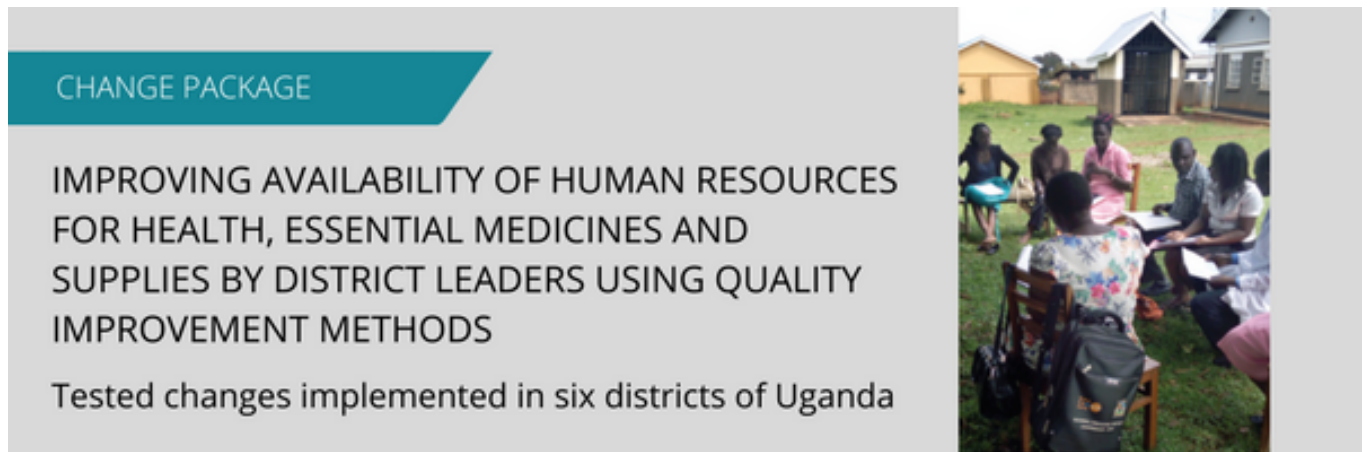 CHANGE PACKAGE
IMPROVING AVAILABILITY OF HUMAN RESOURCES
FOR HEALTH, ESSENTIAL MEDICINES AND
SUPPLIES BY DISTRICT LEADERS USING QUALITY
IMPROVEMENT METHODS
Tested changes implemented in six districts of Uganda